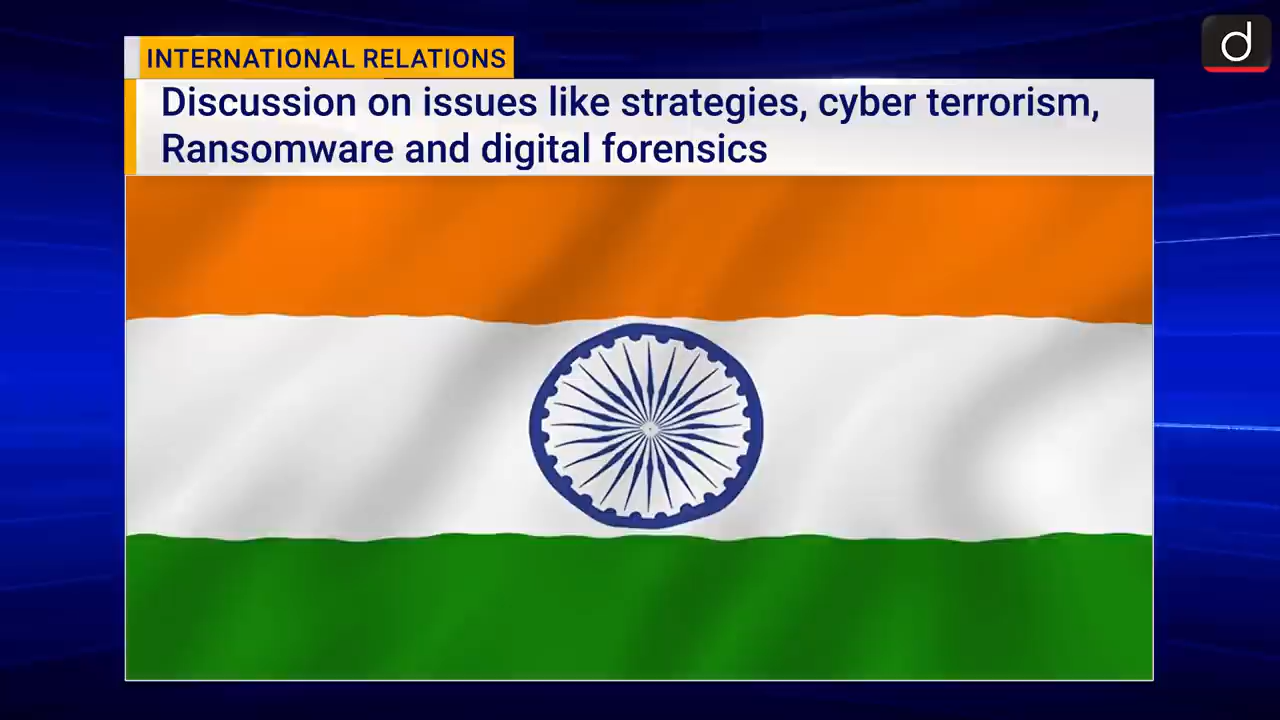 INTERNATIONAL RELATIONS
Discussion on issues like strategies, cyber terrorism,
Ransomware and digital forensics
d